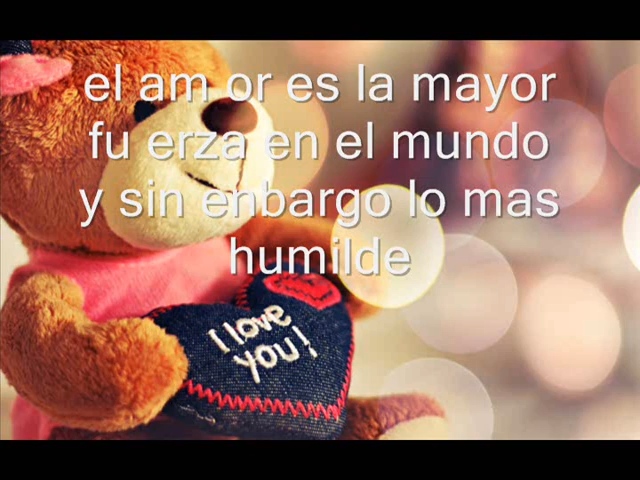 el am or es la mayor
fu erza en el mundo
y sin enbargo lo mas
humilde
I love
you